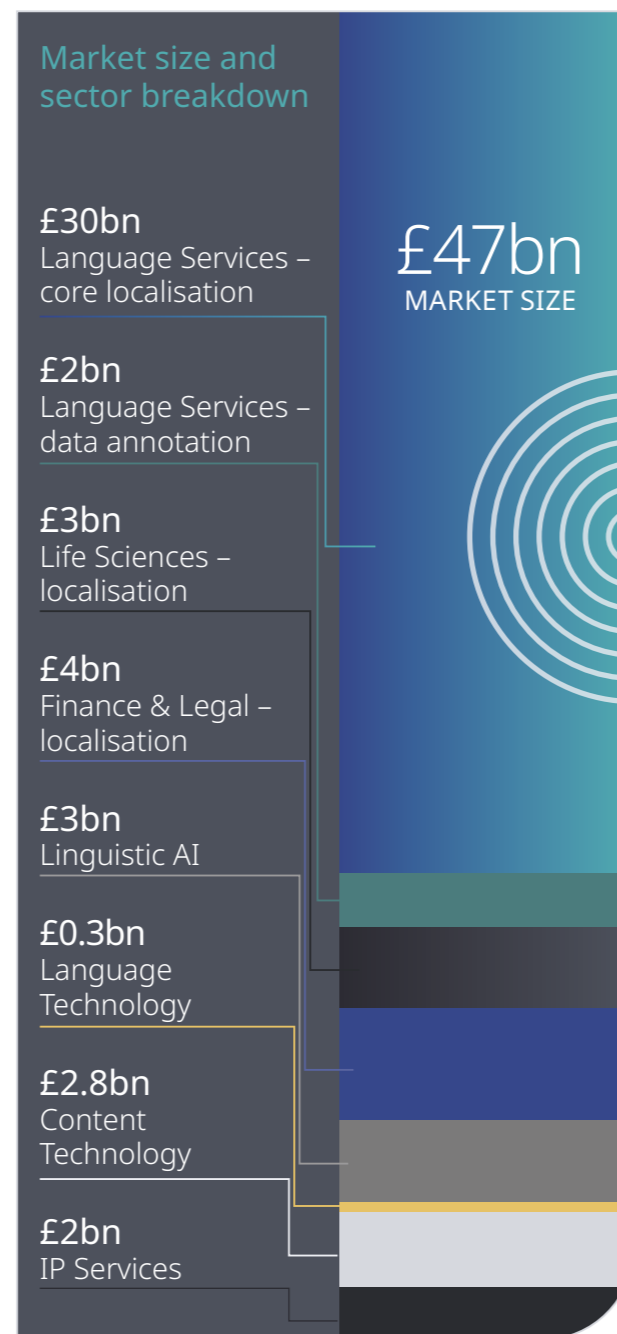 Market size and
sector breakdown
£30bn
Language Services –
core localisation
£2bn
Language Services –
data annotation
£3bn
Life Sciences –
localisation
£4bn
Finance & Legal –
localisation
£3bn
Linguistic AI
£0.3bn
Language
Technology
£2.8bn
Content
Technology
£2bn
IP Services
£47bn
MARKET SIZE